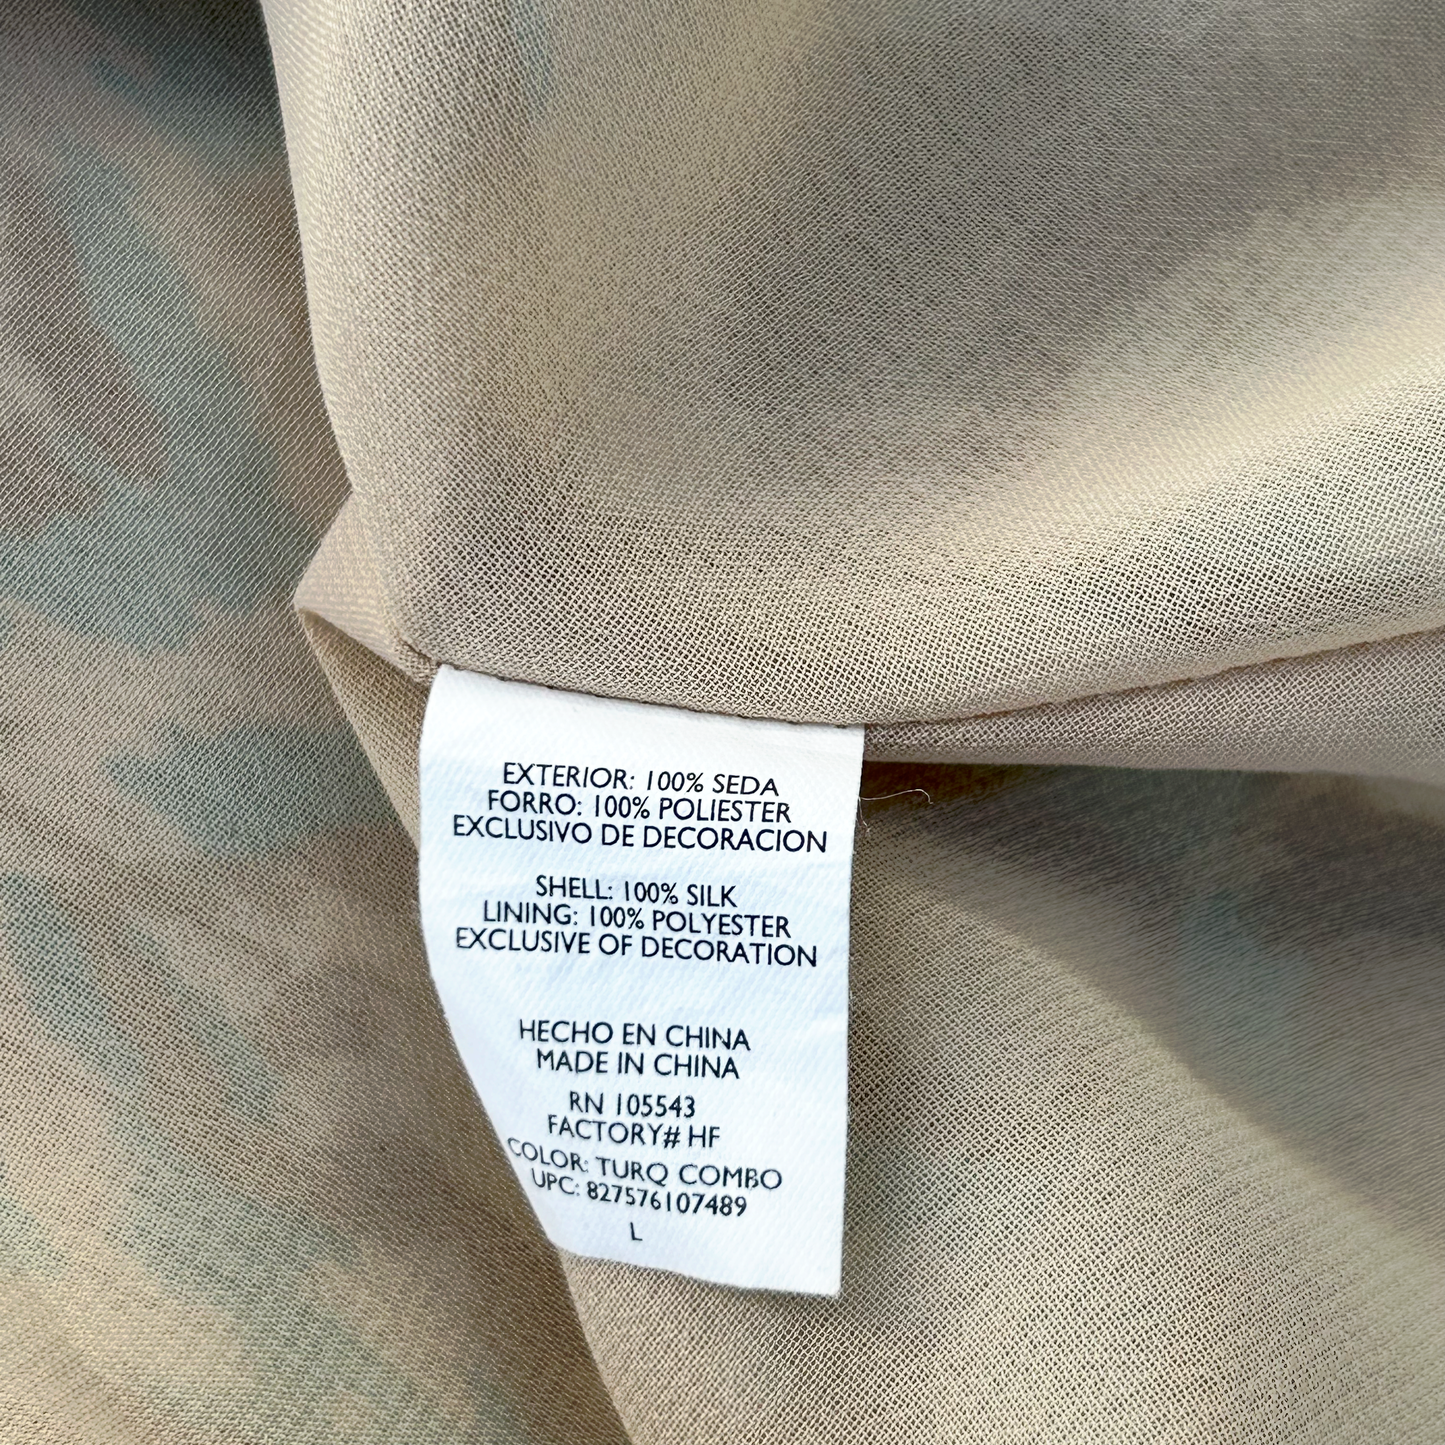 EXTERIOR: 100% SEDA
FORRO: 100% POLIESTER
EXCLUSIVO DE DECORACION
SHELL: 100% SILK
LINING: 100% POLYESTER
EXCLUSIVE OF DECORATION
HECHO EN CHINA
MADE IN CHINA
RN 105543
FACTORY# HF
COLOR: TURQ COMBO
UPC: 827576107489
L